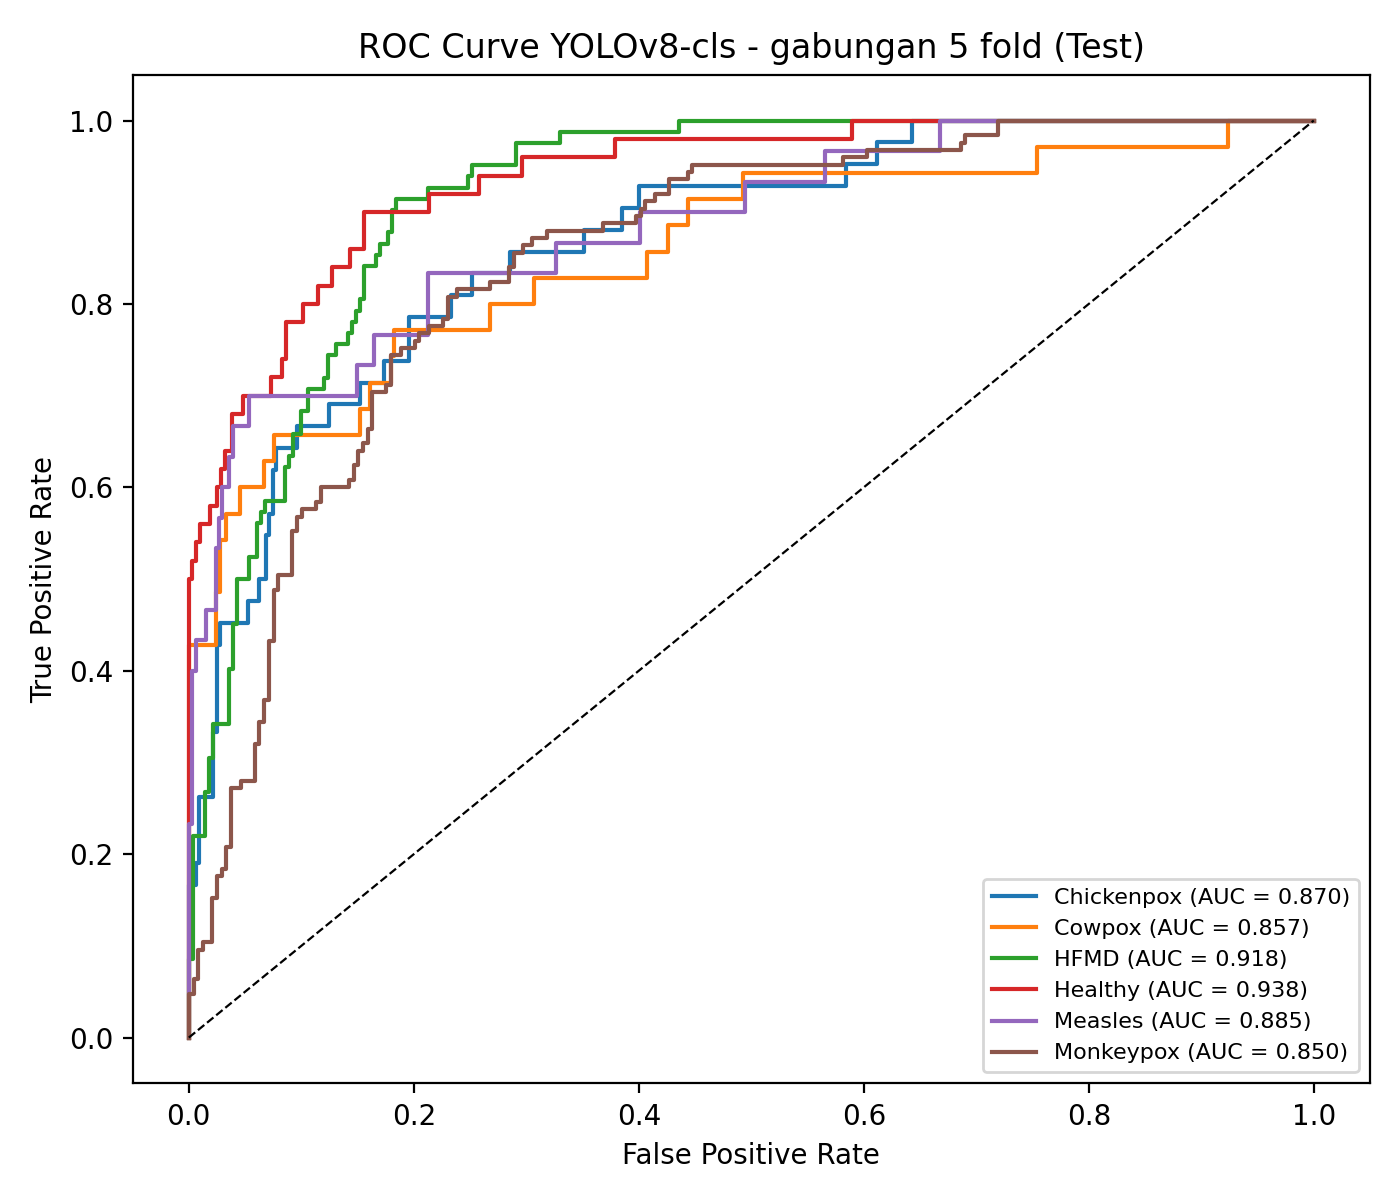 ROC Curve YOLOv8-cls - gabungan 5 fold (Test)
True Positive Rate
1.0
0.8
0.6
0.4
0.2
0.0
Chickenpox (AUC = 0.870)
Cowpox (AUC = 0.857)
HFMD (AUC = 0.918)
Healthy (AUC = 0.938)
Measles (AUC = 0.885)
Monkeypox (AUC = 0.850)
0.0 0.2 0.4 0.6 0.8 1.0
False Positive Rate